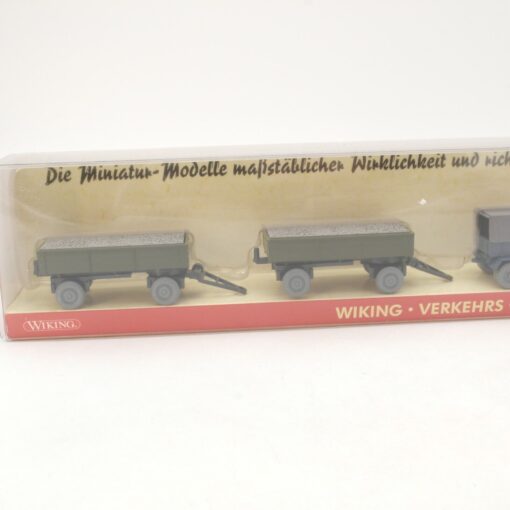 Die Miniatur-Modelle maßstäblicher Wirklichkeit und rich
WIKING
WIKING · VERKEHRS